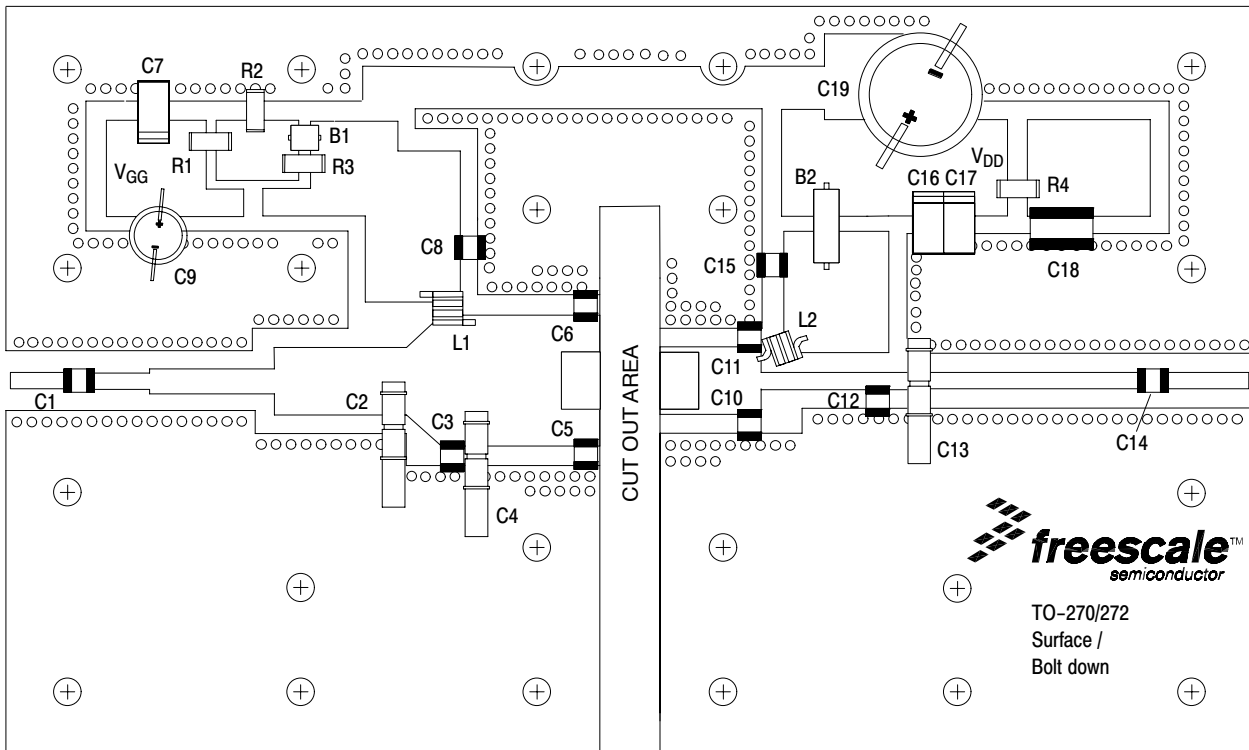 C7
R2
B1
R1
R3
VGG
C9
C8
L1
C6
C1
C2
C3
C5
C4
CUT OUT AREA
C19
VDD
B2
C16 C17
R4
C15
C18
L2
C11
C10
C12
C13
C14
freescale™
semiconductor
TO-270/272
Surface /
Bolt down